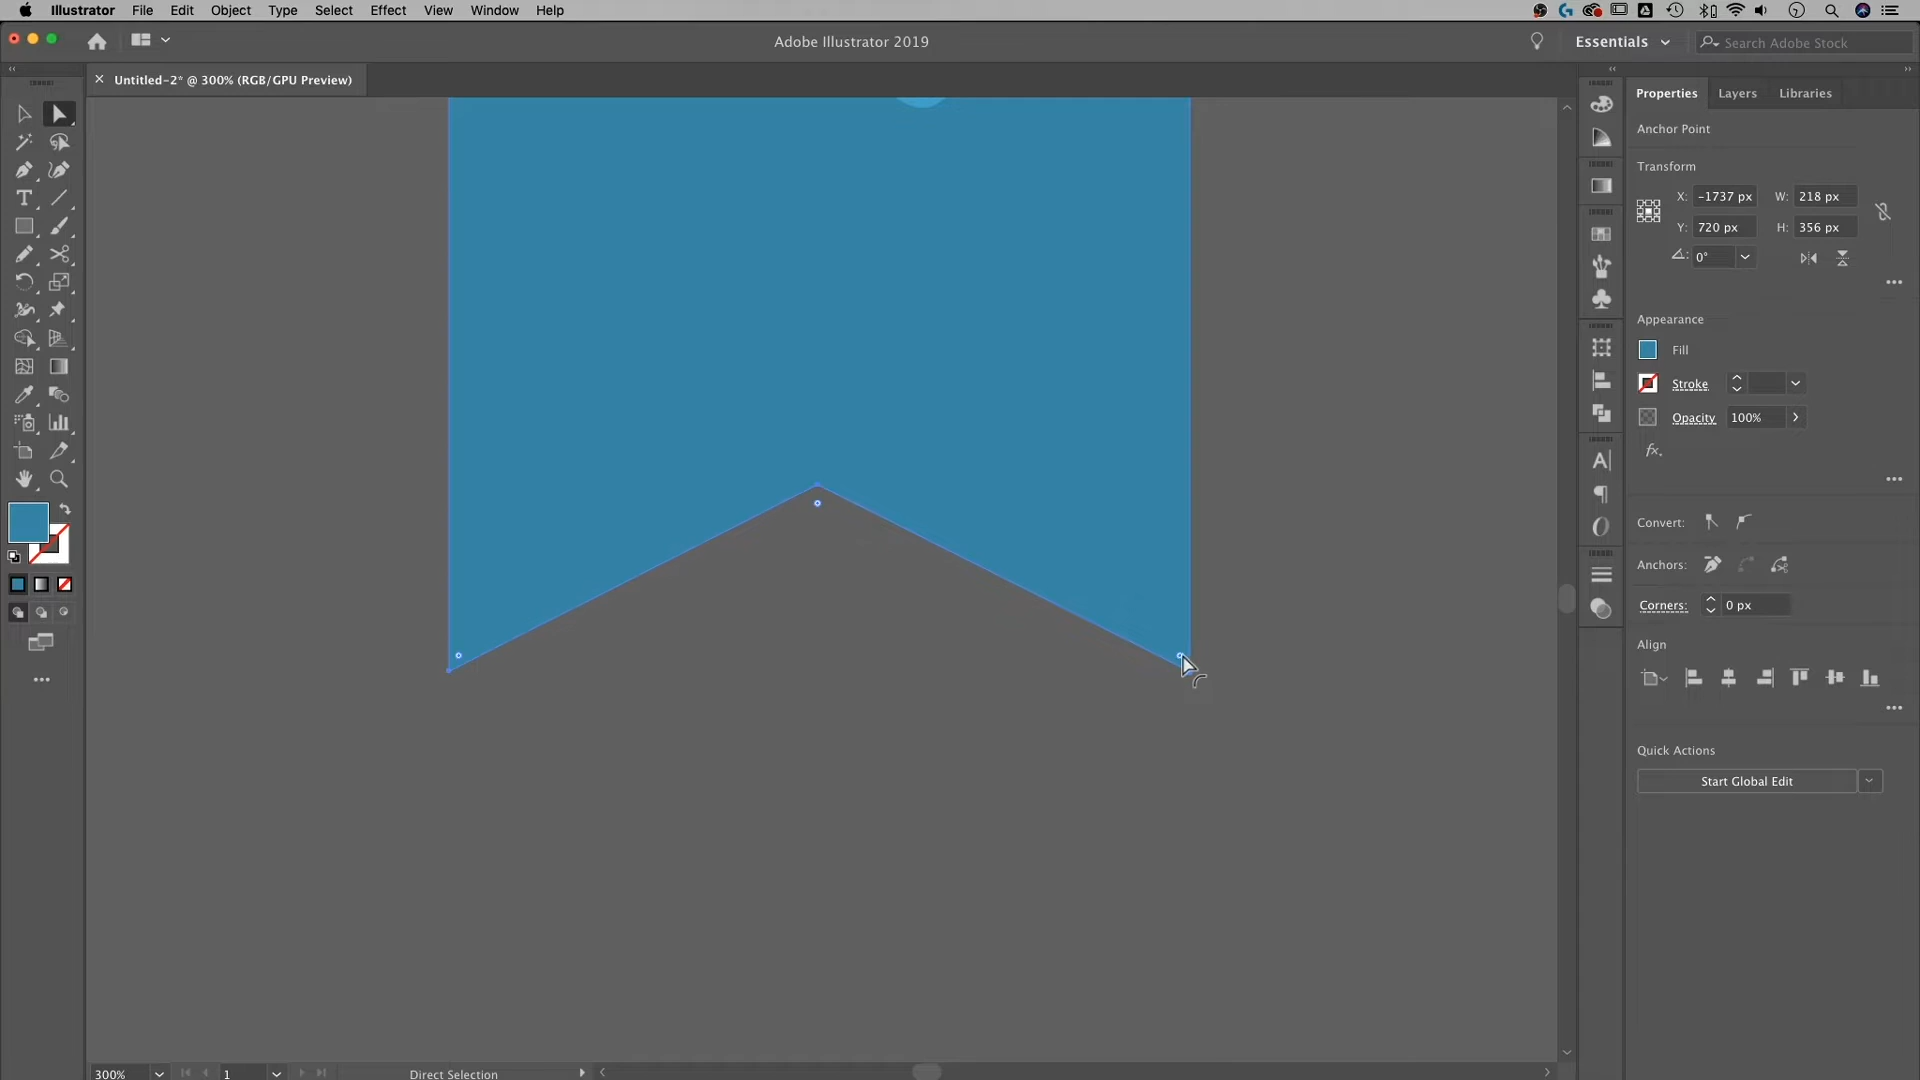 Illustrator File Edit Object Type Select Effect View Window Help
Adobe Illustrator 2019
Essentials
Search Adobe Stock
Untitled-2* @ 300% (RGB/GPU Preview)
Properties Layers Libraries
Anchor Point
Transform
X: -1737 px W: 218 px
Y: 720 px H: 356 px
0°
Appearance
Fill
Stroke
Opacity 100%
fx.
Convert:
Anchors:
Corners: 0 px
Align
Quick Actions
Start Global Edit
300% 1 Direct Selection